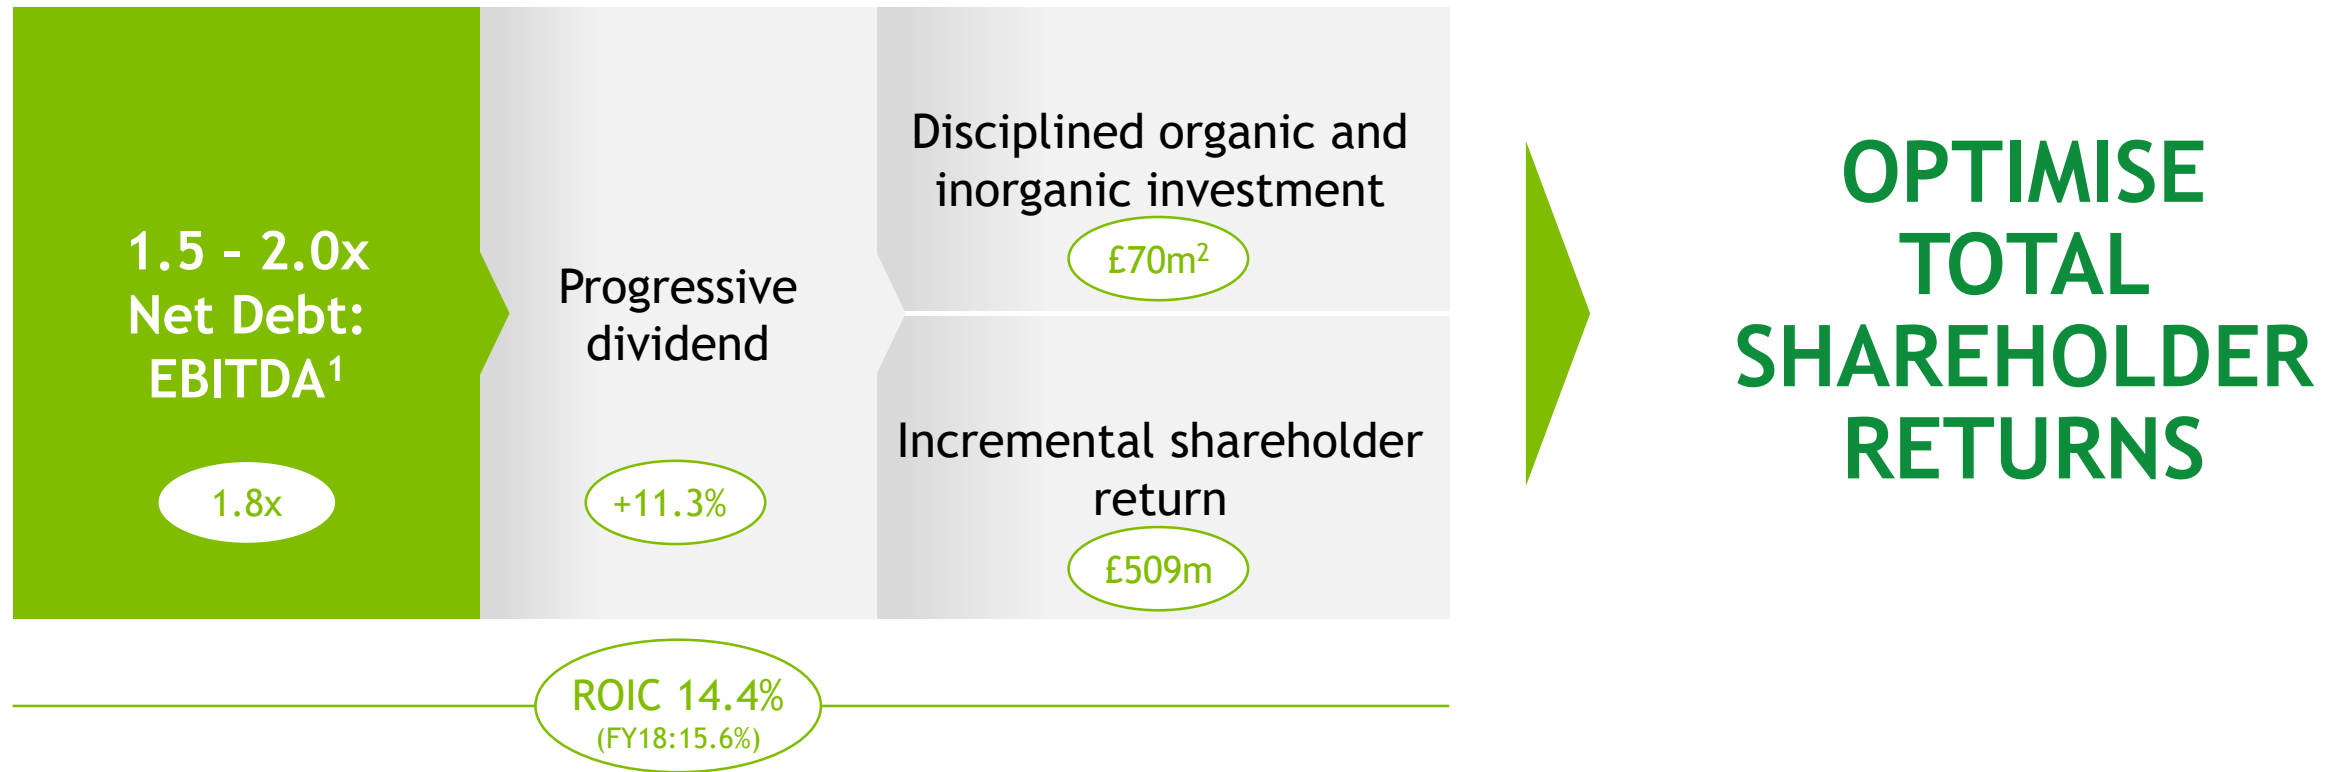 1.5 – 2.0x
Net Debt:
EBITDA¹
1.8x
Progressive
dividend
+11.3%
Disciplined organic and
inorganic investment
£70m²
Incremental shareholder
return
£509m
ROIC 14.4%
(FY18:15.6%)
OPTIMISE
TOTAL
SHAREHOLDER
RETURNS